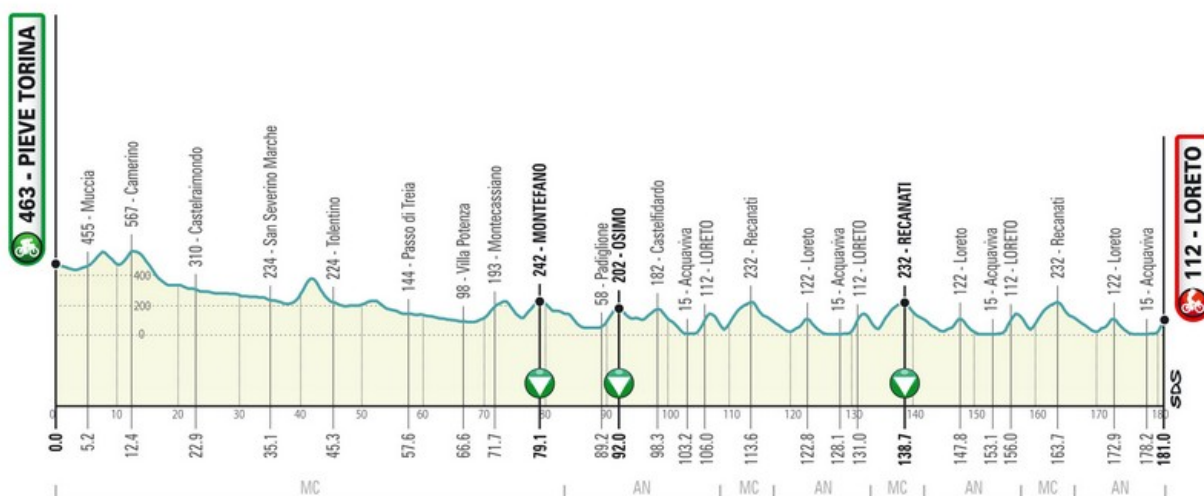 463 - PIEVE TORINA
455 - Muccia
567 - Camerino
310 - Castelraimondo
234 - San Severino Marche
224 - Tolentino
144 - Passo di Treia
98 - Villa Potenza
193 - Montecassiano
242 - MONTEFANO
58 - Padiglione
202 - OSIMO
182 - Castelfidardo
15 - Acquaviva
112 - LORETO
232 - Recanati
122 - Loreto
15 - Acquaviva
112 - LORETO
232 - RECANATI
122 - Loreto
15 - Acquaviva
112 - LORETO
232 - Recanati
122 - Loreto
15 - Acquaviva
112 - LORETO
400
200
0
0 10 20 30 40 50 60 70 80 90 100 110 120 130 140 150 160 170 180
SDS
0.0 5.2 12.4 22.9 35.1 45.3 57.6 66.6 71.7 79.1 89.2 92.0 98.3 103.2 106.0 113.6 122.8 128.1 131.0 138.7 147.8 153.1 156.0 163.7 172.9 178.2 181.0
MC AN MC AN MC AN MC AN